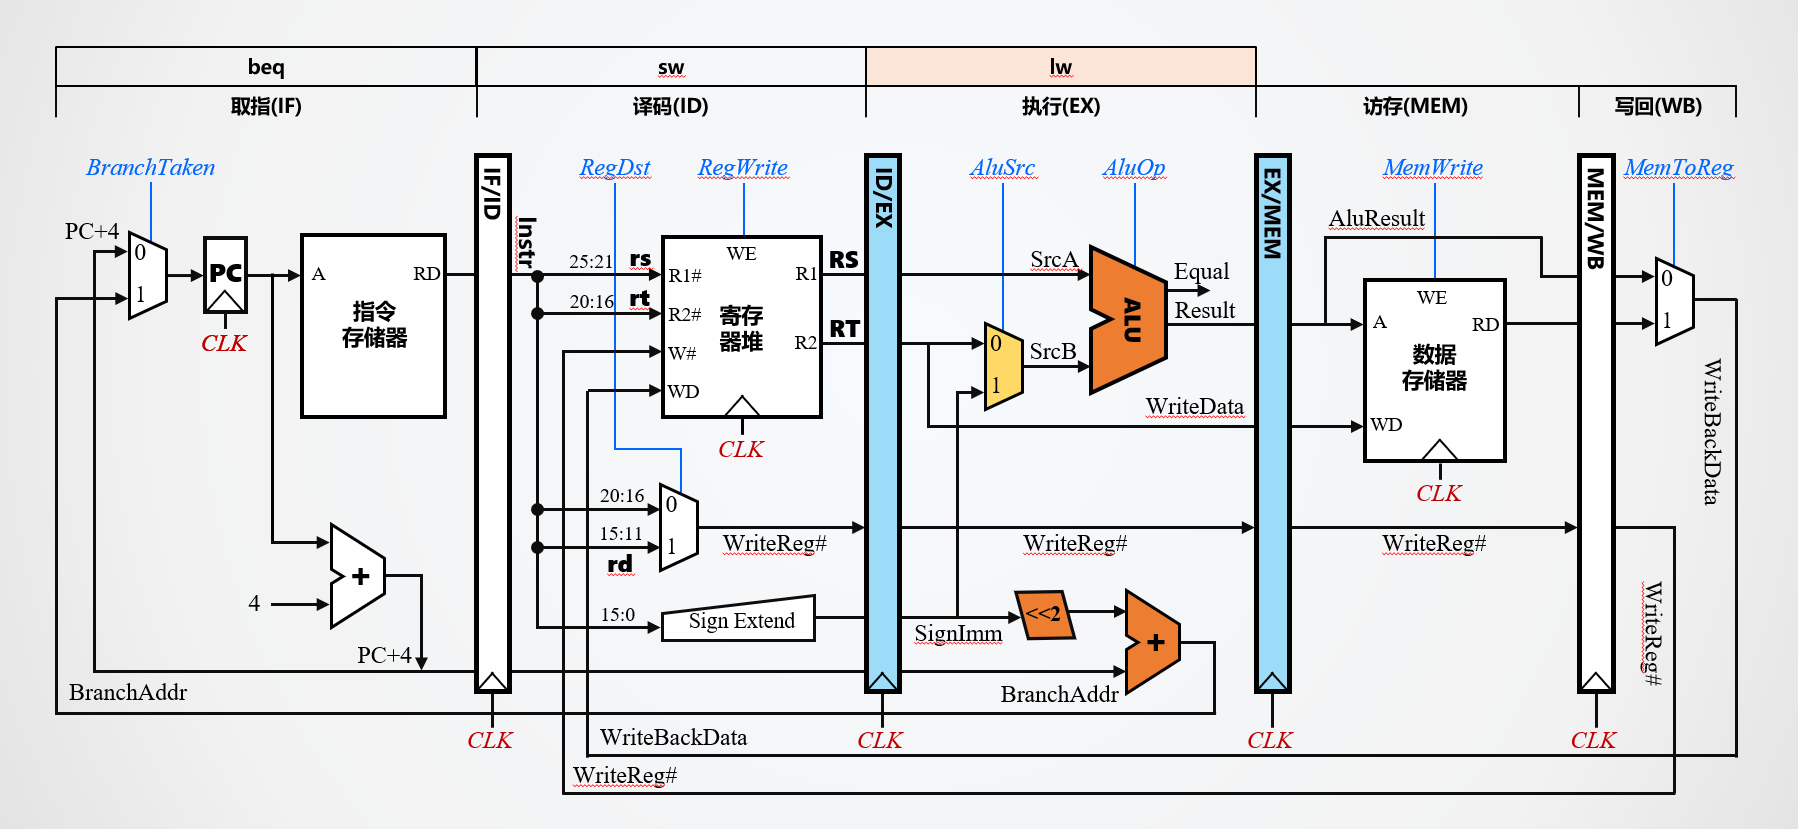 beq
sw
lw
取指(IF)
译码(ID)
执行(EX)
访存(MEM)
写回(WB)
BranchTaken
PC+4
0
1
PC
CLK
A
RD
指令
存储器
4
+
PC+4
BranchAddr
IF/ID
CLK
Instr
RegDst
RegWrite
25:21
rs
20:16
rt
WE
R1#
R2#
W#
WD
R1
R2
寄存
器堆
CLK
RS
RT
20:16
15:11
rd
0
1
WriteReg#
15:0
Sign Extend
WriteBackData
WriteReg#
ID/EX
CLK
AluSrc
AluOp
SrcA
0
1
SrcB
ALU
Equal
Result
WriteData
WriteReg#
SignImm
<<2
+
BranchAddr
EX/MEM
CLK
MemWrite
AluResult
WE
A
RD
数据
存储器
WD
CLK
WriteReg#
MEM/WB
CLK
MemToReg
0
1
WriteBackData
WriteReg#